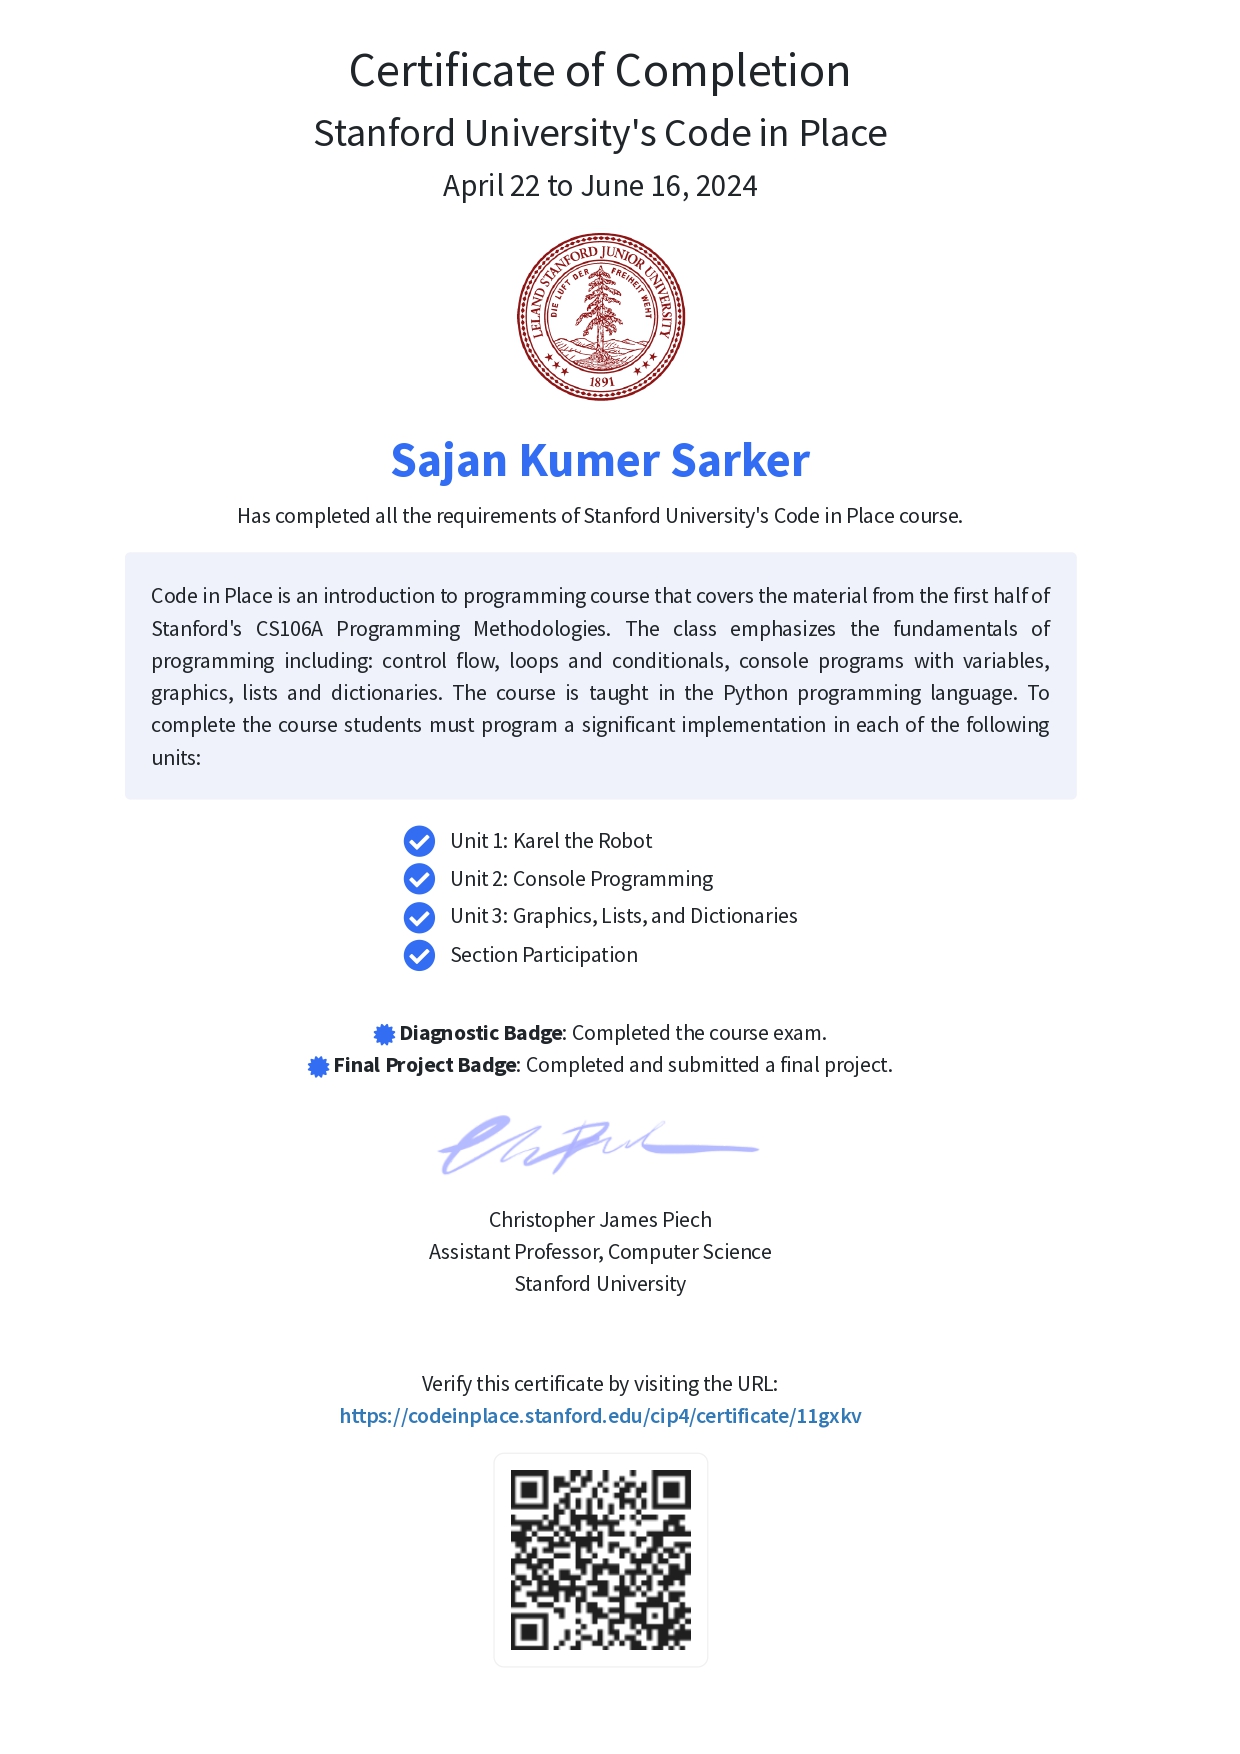 Certificate of Completion
Stanford University's Code in Place
April 22 to June 16, 2024
LELAND STANFORD JUNIOR UNIVERSITY
DIE LUFT DER FREIHEIT WEHT
1891
Sajan Kumer Sarker
Has completed all the requirements of Stanford University's Code in Place course.
Code in Place is an introduction to programming course that covers the material from the first half of
Stanford's CS106A Programming Methodologies. The class emphasizes the fundamentals of
programming including: control flow, loops and conditionals, console programs with variables,
graphics, lists and dictionaries. The course is taught in the Python programming language. To
complete the course students must program a significant implementation in each of the following
units:
Unit 1: Karel the Robot
Unit 2: Console Programming
Unit 3: Graphics, Lists, and Dictionaries
Section Participation
Diagnostic Badge: Completed the course exam.
Final Project Badge: Completed and submitted a final project.
Christopher James Piech
Assistant Professor, Computer Science
Stanford University
Verify this certificate by visiting the URL:
https://codeinplace.stanford.edu/cip4/certificate/11gxkv